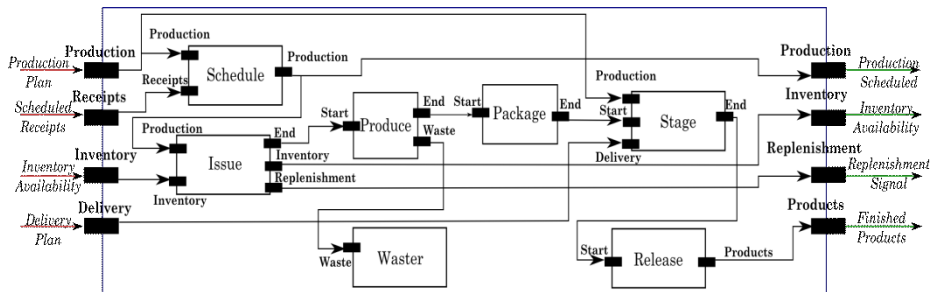 Production
Plan
Scheduled
Receipts
Inventory
Availability
Delivery
Plan
Production
Receipts
Inventory
Delivery
Production
Receipts
Schedule
Production
Production
Inventory
Issue
End
Inventory
Replenishment
Start
Produce
End
Waste
Start
Package
End
Production
Start
Delivery
Stage
End
Waste
Waster
Start
Release
Products
Production
Inventory
Replenishment
Products
Production
Scheduled
Inventory
Availability
Replenishment
Signal
Finished
Products